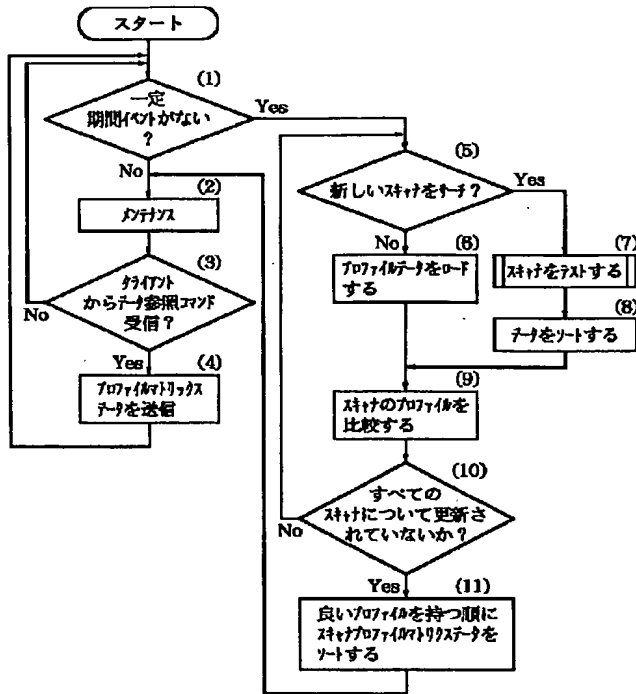 スタート
(1)
一定
期間イベントがない
?
Yes
No
(2)
メンテナンス
(3)
クライアント
からデータ参照コマンド
受信?
No
Yes
(4)
プロファイルマトリックス
データを送信
(5)
新しいスキャナをサーチ?
Yes
No
(6)
プロファイルデータをロード
する
(7)
スキャナをテストする
(8)
データをソートする
(9)
スキャナのプロファイルを
比較する
(10)
すべての
スキャナについて更新さ
れていないか?
No
Yes
(11)
良いプロファイルを持つ順に
スキャナプロファイルマトリクスデータを
ソートする